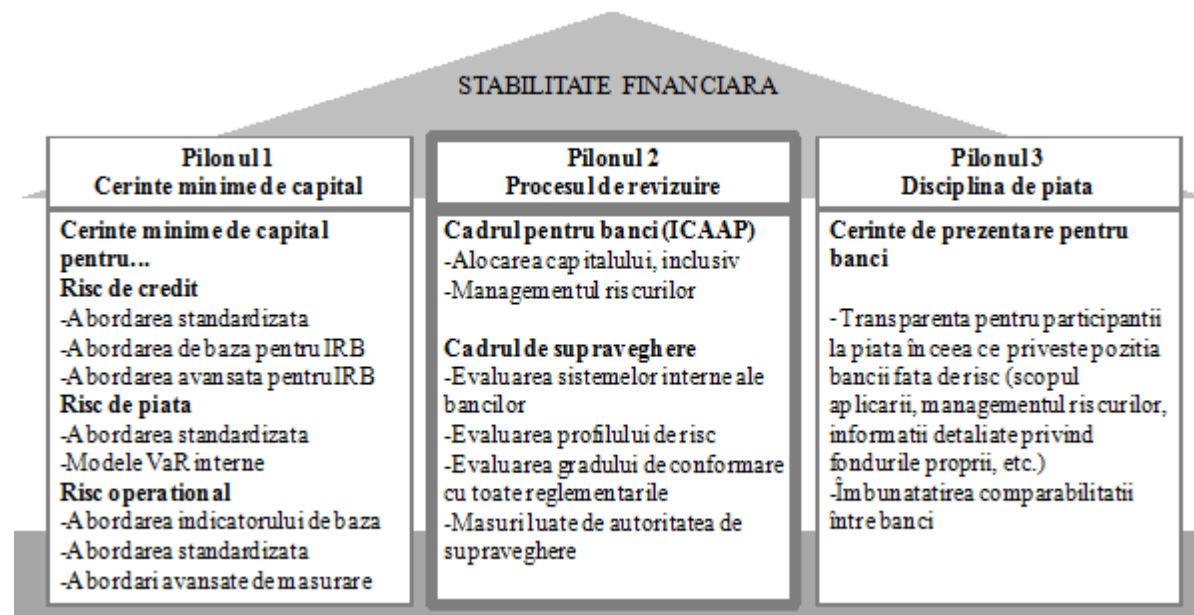 STABILITATE FINANCIARA
Pilonul 1
Cerinte minime de capital
Cerinte minime de capital
pentru...
Risc de credit
-Abordarea standardizata
-Abordarea de baza pentru IRB
-Abordarea avansata pentru IRB
Risc de piata
-Abordarea standardizata
-Modele VaR interne
Risc operational
-Abordarea indicatorului de baza
-Abordarea standardizata
-Abordari avansate de masurare
Pilonul 2
Procesul de revizuire
Cadrul pentru banci (ICAAP)
-Alocarea capitalului, inclusiv
-Managementul riscurilor
Cadrul de supraveghere
-Evaluarea sistemelor interne ale
bancilor
-Evaluarea profilului de risc
-Evaluarea gradului de conformare
cu toate reglementarile
-Masuri luate de autoritatea de
supraveghere
Pilonul 3
Disciplina de piata
Cerinte de prezentare pentru
banci
- Transparenta pentru participantii
la piata în ceea ce priveste pozitia
bancii fata de risc (scopul
aplicarii, managementul riscurilor,
informatii detaliate privind
fondurile proprii, etc.)
-Îmbunatatirea comparabilitatii
între banci